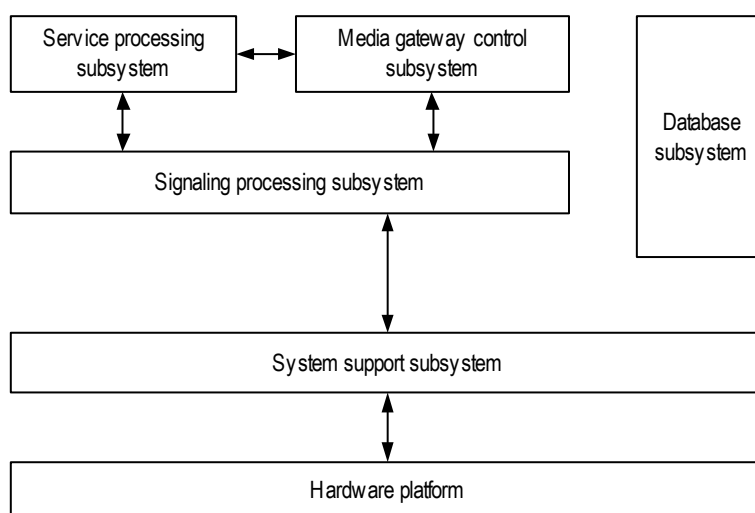 Service processing
subsystem
Media gateway control
subsystem
Database
subsystem
Signaling processing subsystem
System support subsystem
Hardware platform